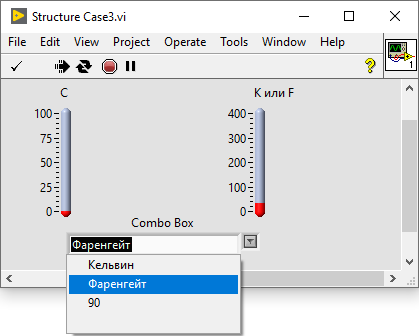 Structure Case3.vi
File Edit View Project Operate Tools Window Help
1
C
К или F
100
75
50
25
0
400
300
200
100
0
Combo Box
Фаренгейт
Кельвин
Фаренгейт
90